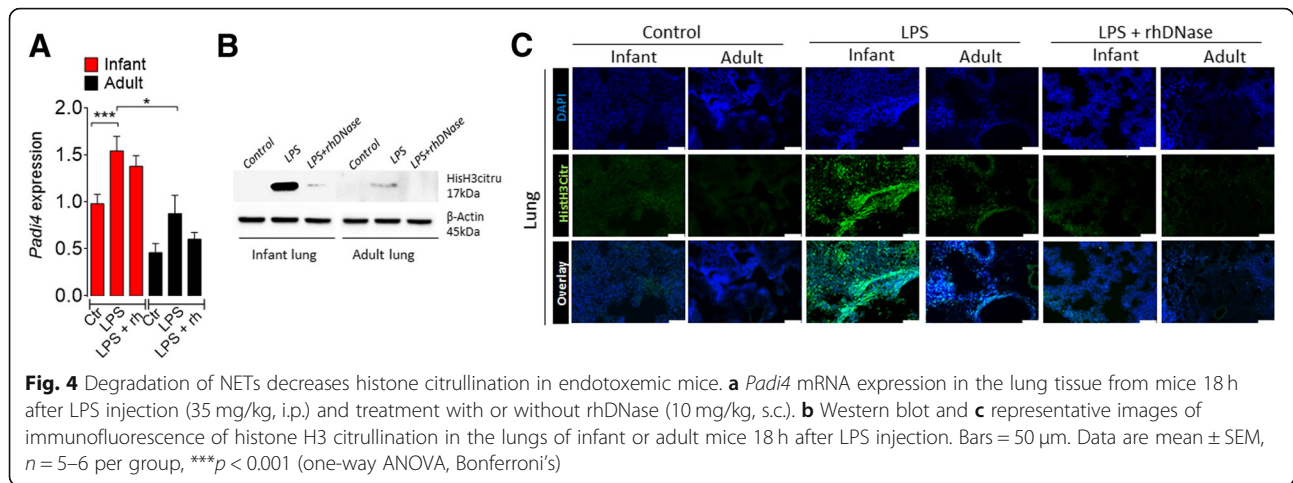 A
Infant
Adult
Padi4 expression
2.0
1.5
1.0
0.5
0.0
***
*
Ctr
LPS
LPS + rh
Ctr
LPS
LPS + rh
B
Control
LPS
LPS+rhDNase
Control
LPS
LPS+rhDNase
HisH3citru
17kDa
β-Actin
45kDa
Infant lung
Adult lung
C
Control
LPS
LPS + rhDNase
Infant
Adult
Infant
Adult
Infant
Adult
Lung
DAPI
HistH3Citr
Overlay
Fig. 4 Degradation of NETs decreases histone citrullination in endotoxemic mice. a Padi4 mRNA expression in the lung tissue from mice 18 h
after LPS injection (35 mg/kg, i.p.) and treatment with or without rhDNase (10 mg/kg, s.c.). b Western blot and c representative images of
immunofluorescence of histone H3 citrullination in the lungs of infant or adult mice 18 h after LPS injection. Bars = 50 μm. Data are mean ± SEM,
n = 5–6 per group, ***p < 0.001 (one-way ANOVA, Bonferroni’s)